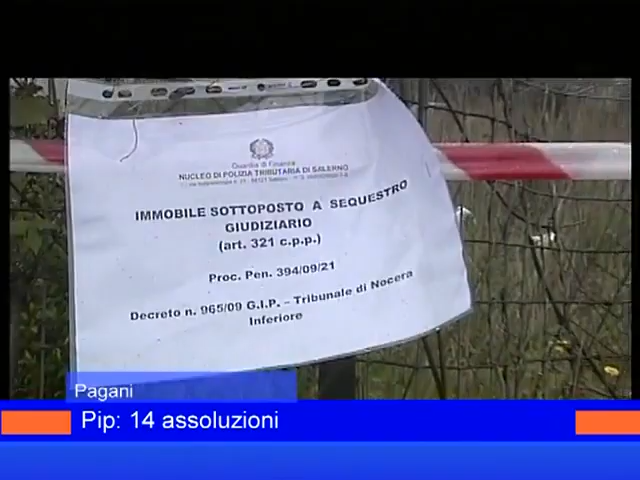 Guardia di Finanza
NUCLEO DI POLIZIA TRIBUTARIA DI SALERNO
IMMOBILE SOTTOPOSTO A SEQUESTRO
GIUDIZIARIO
(art. 321 c.p.p.)
Proc. Pen. 394/09/21
Decreto n. 965/09 G.I.P. – Tribunale di Nocera
Inferiore
Pagani
Pip: 14 assoluzioni